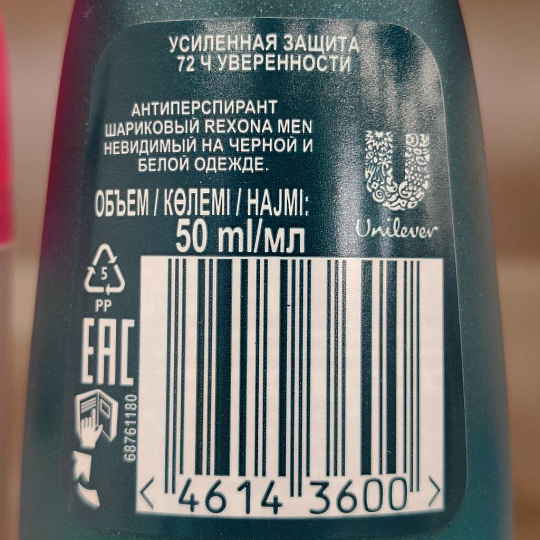 УСИЛЕННАЯ ЗАЩИТА
72 Ч УВЕРЕННОСТИ
АНТИПЕРСПИРАНТ
ШАРИКОВЫЙ REXONA MEN
НЕВИДИМЫЙ НА ЧЕРНОЙ И
БЕЛОЙ ОДЕЖДЕ.
Unilever
ОБЪЕМ / КӨЛЕМІ / HAJMI:
50 ml/мл
5
PP
EAC
68761180
< 4614 3600 >